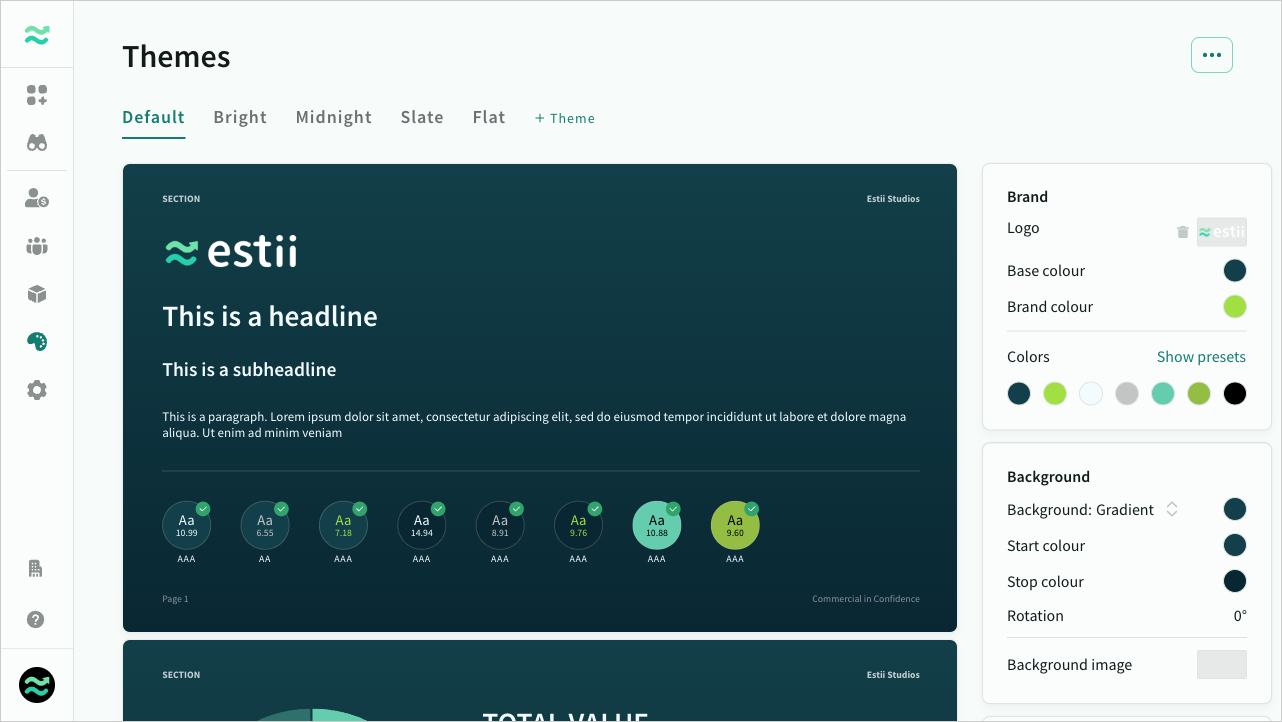 Themes
Default Bright Midnight Slate Flat + Theme
SECTION Estii Studios
estii
This is a headline
This is a subheadline
This is a paragraph. Lorem ipsum dolor sit amet, consectetur adipiscing elit, sed do eiusmod tempor incididunt ut labore et dolore magna
aliqua. Ut enim ad minim veniam
Aa Aa Aa Aa Aa Aa Aa Aa
10.99 6.55 7.18 14.94 8.91 9.76 10.88 9.60
AAA AA AAA AAA AAA AAA AAA AAA
Page 1 Commercial in Confidence
SECTION Estii Studios
TOTAL VALUE
Brand
Logo estii
Base colour
Brand colour
Colors Show presets
Background
Background: Gradient
Start colour
Stop colour
Rotation 0°
Background image